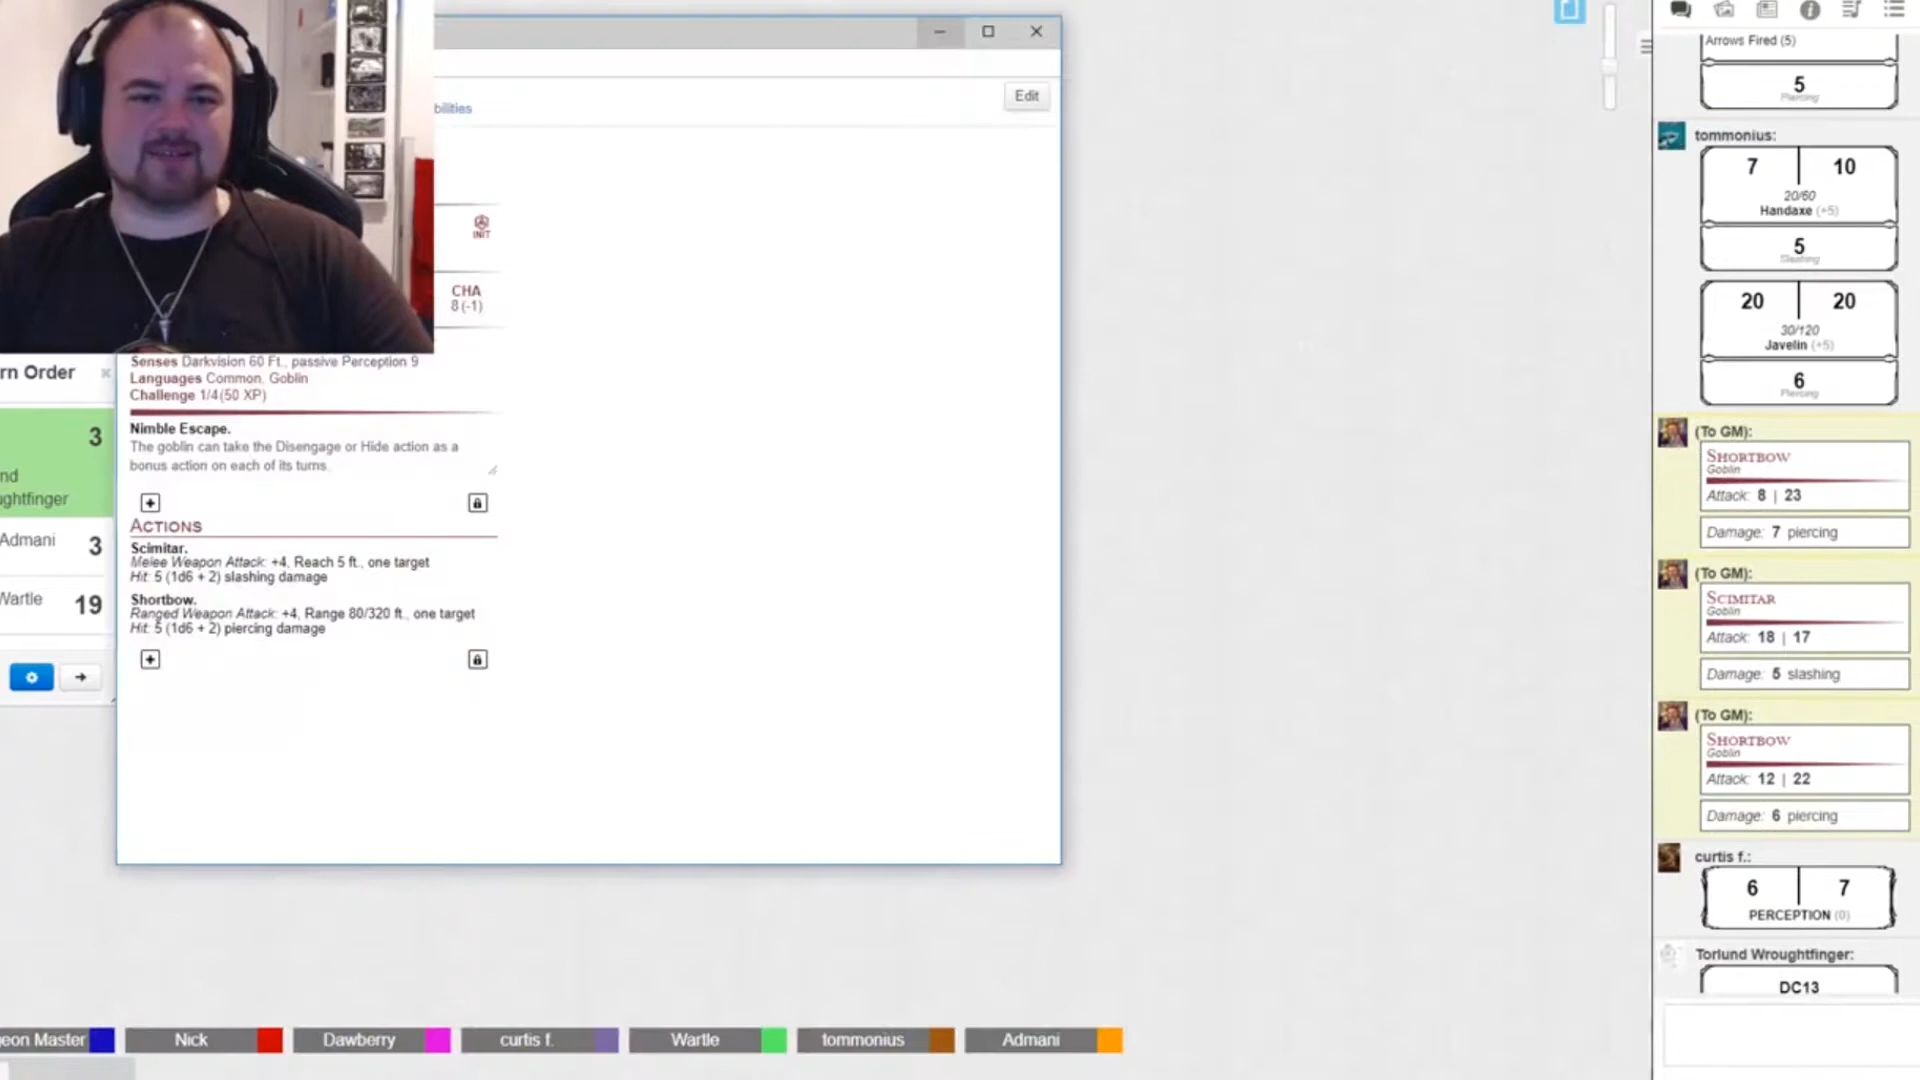 bilities
Edit
INIT
CHA
8 (-1)
Senses Darkvision 60 Ft., passive Perception 9
Languages Common, Goblin
Challenge 1/4 (50 XP)
Nimble Escape.
The goblin can take the Disengage or Hide action as a
bonus action on each of its turns.
ACTIONS
Scimitar.
Melee Weapon Attack: +4, Reach 5 ft., one target
Hit: 5 (1d6 + 2) slashing damage
Shortbow.
Ranged Weapon Attack: +4, Range 80/320 ft., one target
Hit: 5 (1d6 + 2) piercing damage
rn Order
3
nd
ughtfinger
Admani 3
Wartle 19
Arrows Fired (5)
5
Piercing
tommonius:
7 10
20/60
Handaxe (+5)
5
Slashing
20 20
30/120
Javelin (+5)
6
Piercing
(To GM):
SHORTBOW
Goblin
Attack: 8 | 23
Damage: 7 piercing
(To GM):
SCIMITAR
Goblin
Attack: 18 | 17
Damage: 5 slashing
(To GM):
SHORTBOW
Goblin
Attack: 12 | 22
Damage: 6 piercing
curtis f.:
6 7
PERCEPTION (0)
Torlund Wroughtfinger:
DC13
eon Master
Nick
Dawberry
curtis f.
Wartle
tommonius
Admani